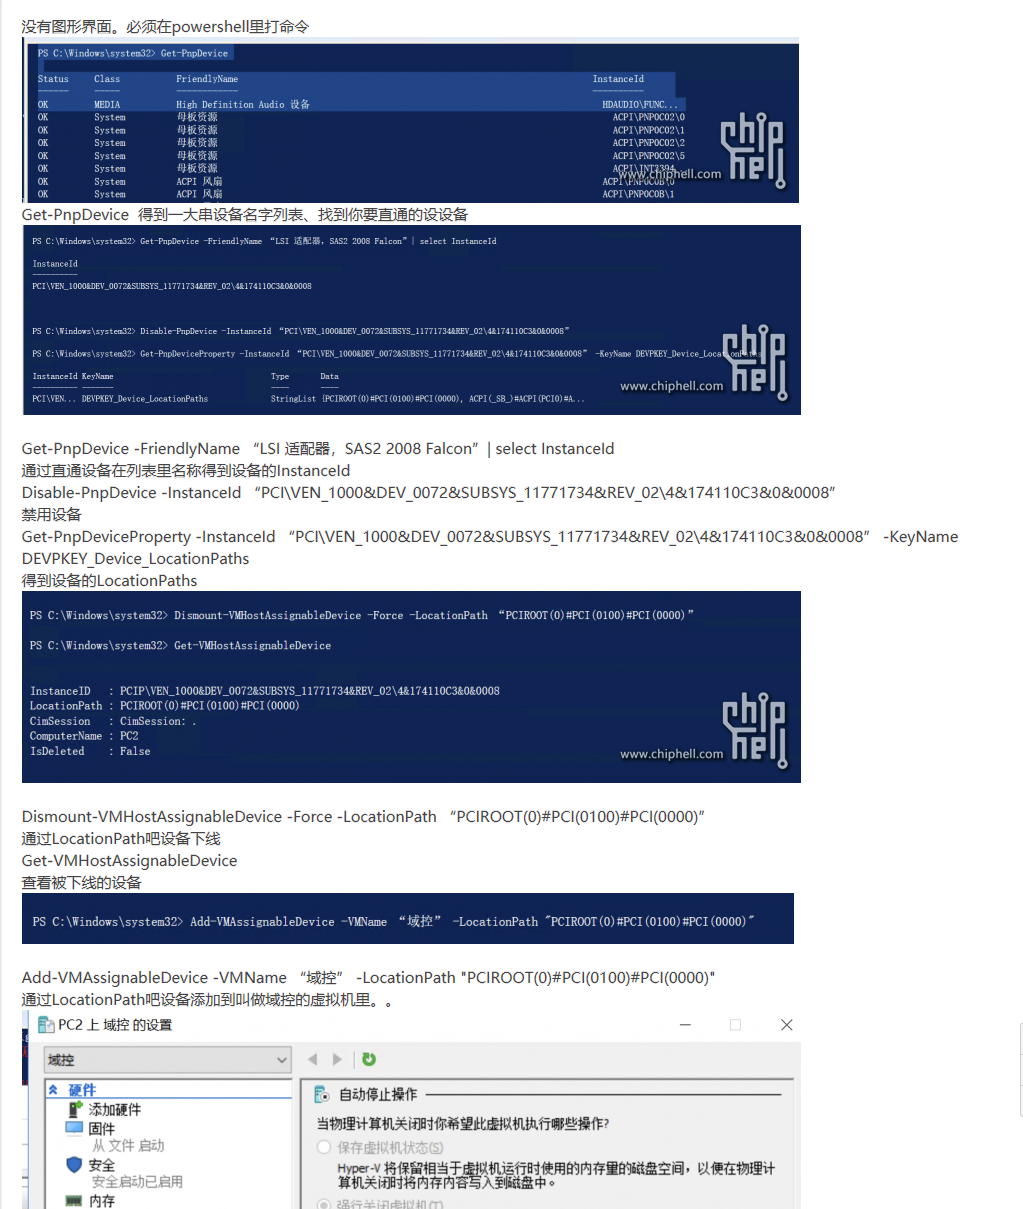 没有图形界面。必须在powershell里打命令
PS C:\Windows\system32> Get-PnpDevice
Status Class FriendlyName InstanceId
OK MEDIA High Definition Audio 设备 HDAUDIO\FUNC...
OK System 母板资源 ACPI\PNP0C02\0
OK System 母板资源 ACPI\PNP0C02\1
OK System 母板资源 ACPI\PNP0C02\2
OK System 母板资源 ACPI\PNP0C02\5
OK System 母板资源 ACPI\INT3394
OK System ACPI 风扇 ACPI\PNP0C0B\0
OK System ACPI 风扇 ACPI\PNP0C0B\1
chip hell
www.chiphell.com
Get-PnpDevice 得到一大串设备名字列表、找到你要直通的设设备
PS C:\Windows\system32> Get-PnpDevice -FriendlyName “LSI 适配器，SAS2 2008 Falcon”| select InstanceId
InstanceId
PCI\VEN_1000&DEV_0072&SUBSYS_11771734&REV_02\4&174110C3&0&0008
PS C:\Windows\system32> Disable-PnpDevice -InstanceId “PCI\VEN_1000&DEV_0072&SUBSYS_11771734&REV_02\4&174110C3&0&0008”
PS C:\Windows\system32> Get-PnpDeviceProperty -InstanceId “PCI\VEN_1000&DEV_0072&SUBSYS_11771734&REV_02\4&174110C3&0&0008” -KeyName DEVPKEY_Device_LocationPaths
InstanceId KeyName Type Data
PCI\VEN... DEVPKEY_Device_LocationPaths StringList {PCIROOT(0)#PCI(0100)#PCI(0000), ACPI(_SB_)#ACPI(PCI0)#A...
chip hell
www.chiphell.com
Get-PnpDevice -FriendlyName “LSI 适配器，SAS2 2008 Falcon”| select InstanceId
通过直通设备在列表里名称得到设备的InstanceId
Disable-PnpDevice -InstanceId “PCI\VEN_1000&DEV_0072&SUBSYS_11771734&REV_02\4&174110C3&0&0008”
禁用设备
Get-PnpDeviceProperty -InstanceId “PCI\VEN_1000&DEV_0072&SUBSYS_11771734&REV_02\4&174110C3&0&0008” -KeyName
DEVPKEY_Device_LocationPaths
得到设备的LocationPaths
PS C:\Windows\system32> Dismount-VMHostAssignableDevice -Force -LocationPath “PCIROOT(0)#PCI(0100)#PCI(0000)”
PS C:\Windows\system32> Get-VMHostAssignableDevice
InstanceID : PCIP\VEN_1000&DEV_0072&SUBSYS_11771734&REV_02\4&174110C3&0&0008
LocationPath : PCIROOT(0)#PCI(0100)#PCI(0000)
CimSession : CimSession: .
ComputerName : PC2
IsDeleted : False
chip hell
www.chiphell.com
Dismount-VMHostAssignableDevice -Force -LocationPath “PCIROOT(0)#PCI(0100)#PCI(0000)”
通过LocationPath吧设备下线
Get-VMHostAssignableDevice
查看被下线的设备
PS C:\Windows\system32> Add-VMAssignableDevice -VMName “域控” -LocationPath "PCIROOT(0)#PCI(0100)#PCI(0000)"
Add-VMAssignableDevice -VMName “域控” -LocationPath "PCIROOT(0)#PCI(0100)#PCI(0000)"
通过LocationPath吧设备添加到叫做域控的虚拟机里。。
PC2 上 域控 的设置
域控
硬件
添加硬件
固件
从 文件 启动
安全
安全启动已启用
内存
自动停止操作
当物理计算机关闭时你希望此虚拟机执行哪些操作?
保存虚拟机状态(S)
Hyper-V 将保留相当于虚拟机运行时使用的内存量的磁盘空间，以便在物理计
算机关闭时将内存内容写入到磁盘中。
强行关闭虚拟机(T)